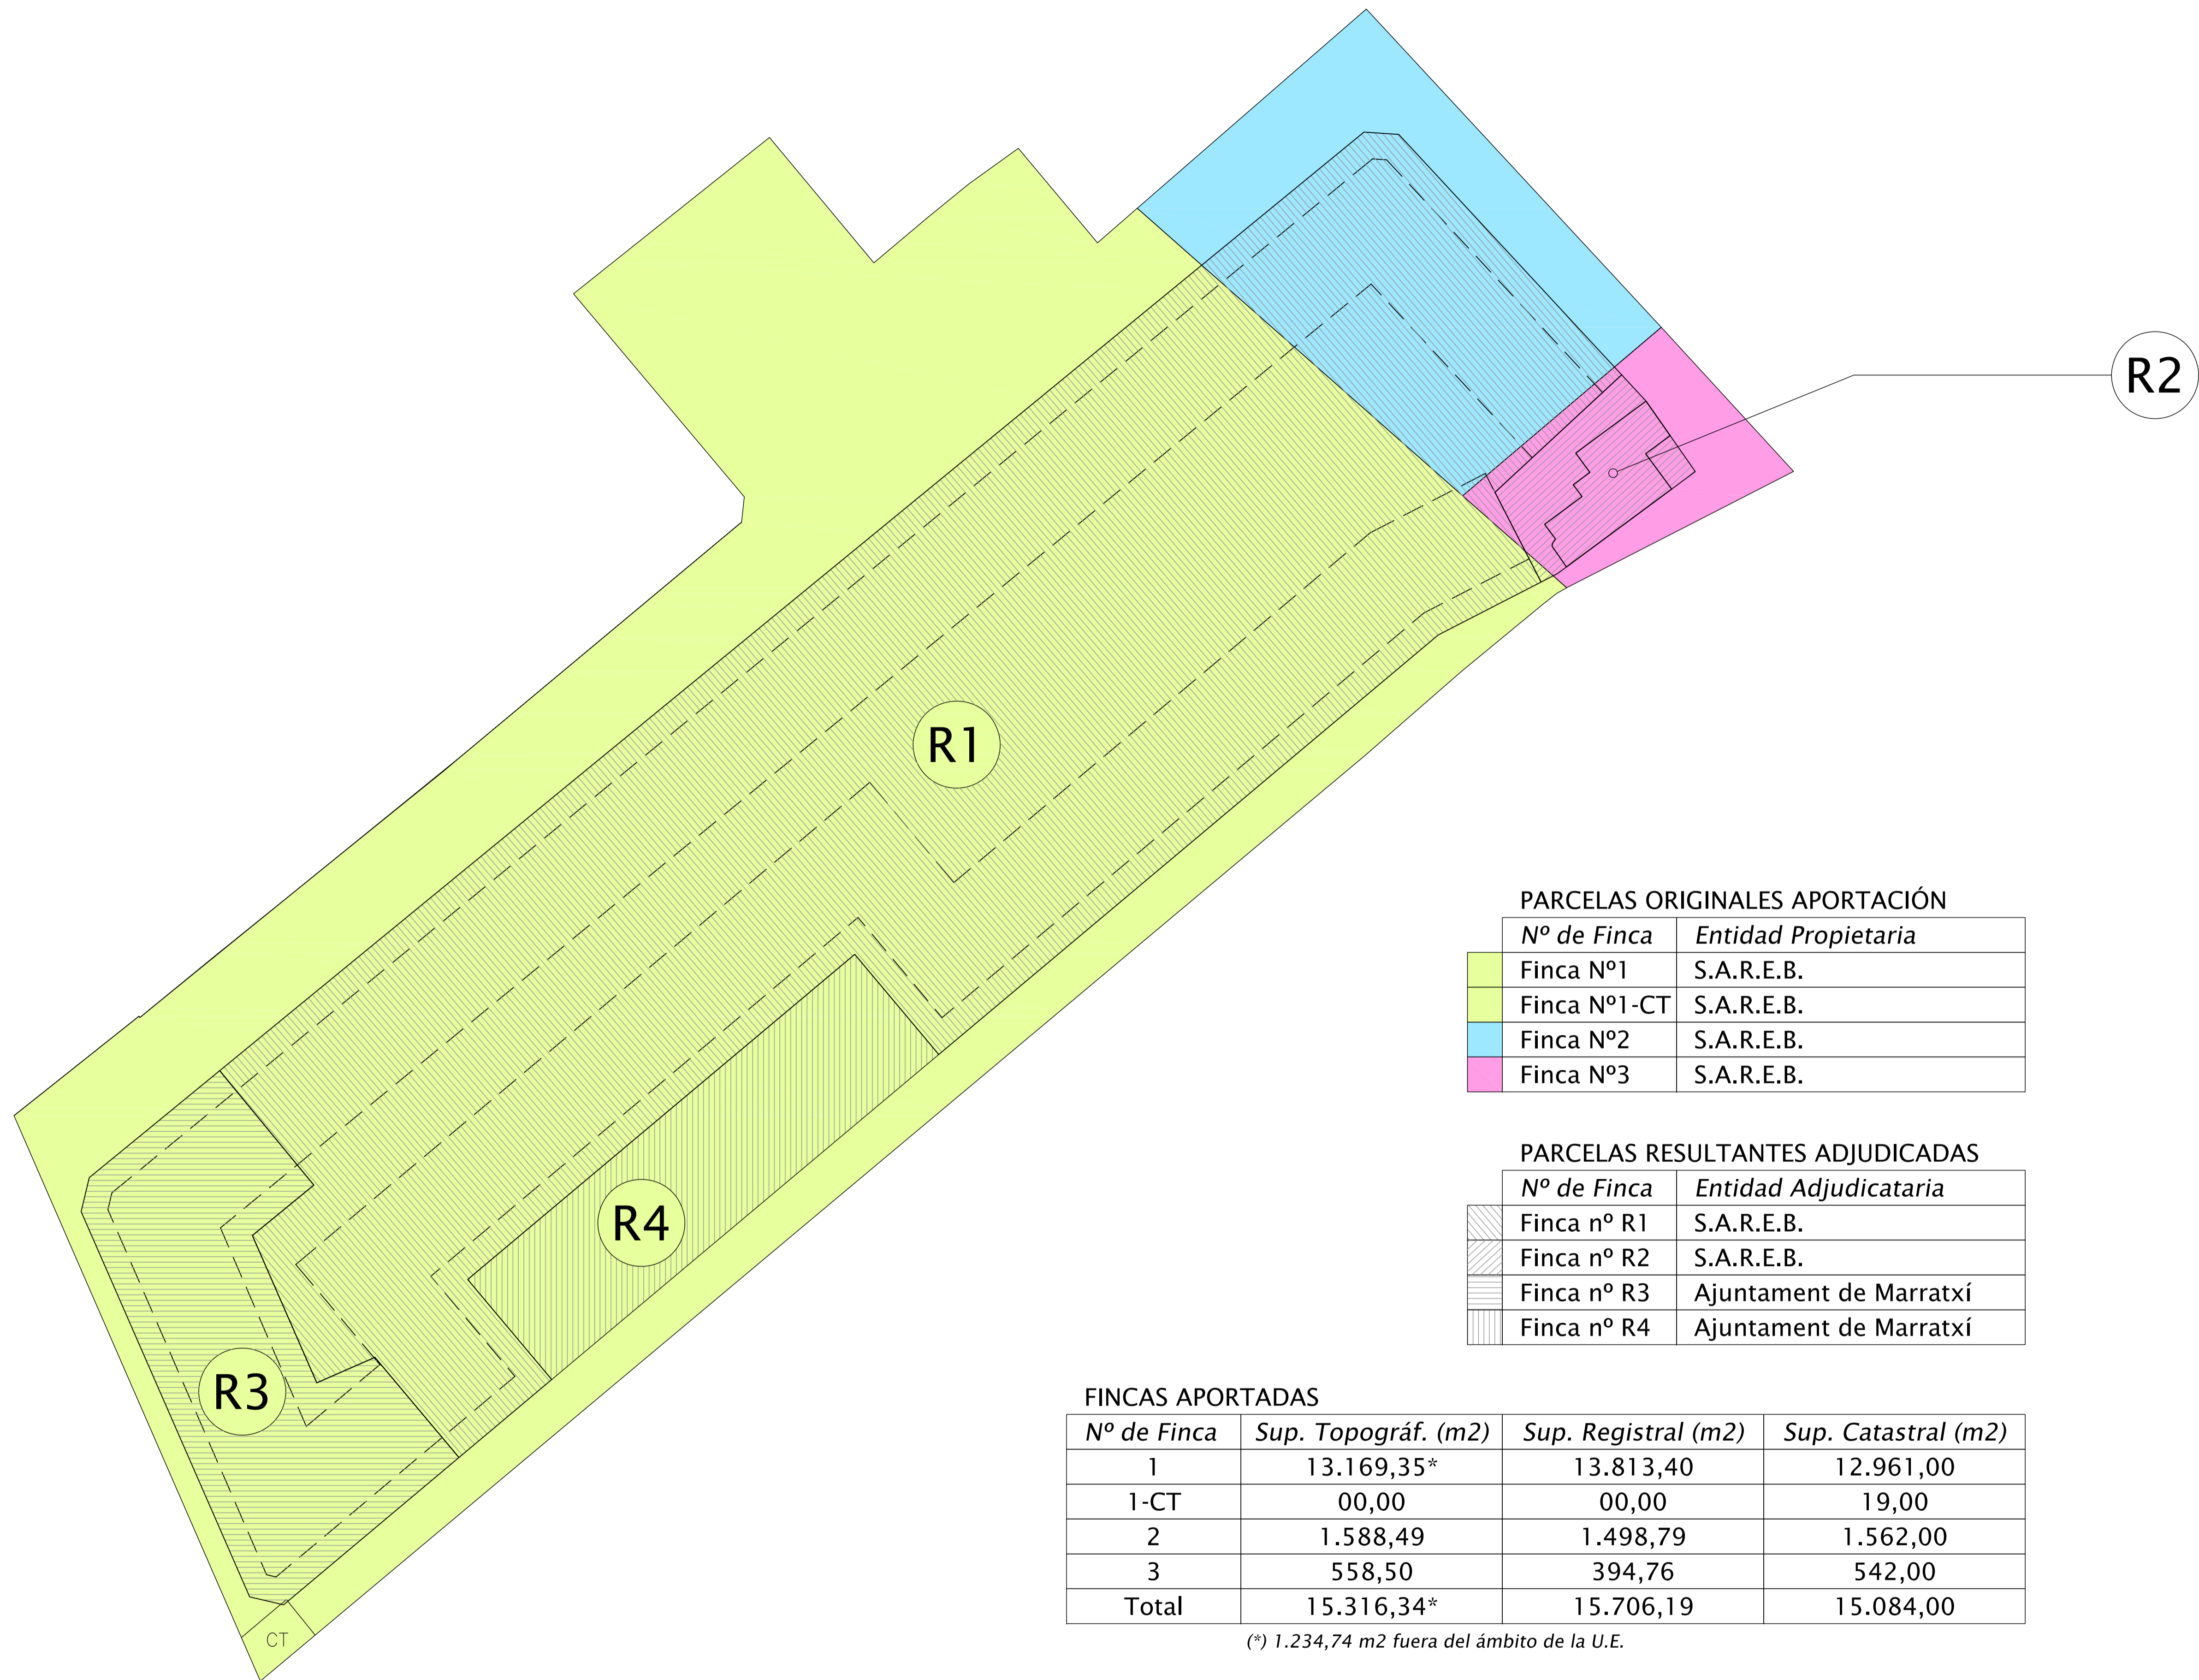 R2
R1
R4
R3
CT
PARCELAS ORIGINALES APORTACIÓN
Nº de Finca Entidad Propietaria
Finca Nº1 S.A.R.E.B.
Finca Nº1-CT S.A.R.E.B.
Finca Nº2 S.A.R.E.B.
Finca Nº3 S.A.R.E.B.
PARCELAS RESULTANTES ADJUDICADAS
Nº de Finca Entidad Adjudicataria
Finca nº R1 S.A.R.E.B.
Finca nº R2 S.A.R.E.B.
Finca nº R3 Ajuntament de Marratxí
Finca nº R4 Ajuntament de Marratxí
FINCAS APORTADAS
Nº de Finca Sup. Topográf. (m2) Sup. Registral (m2) Sup. Catastral (m2)
1 13.169,35* 13.813,40 12.961,00
1-CT 00,00 00,00 19,00
2 1.588,49 1.498,79 1.562,00
3 558,50 394,76 542,00
Total 15.316,34* 15.706,19 15.084,00
(*) 1.234,74 m2 fuera del ámbito de la U.E.